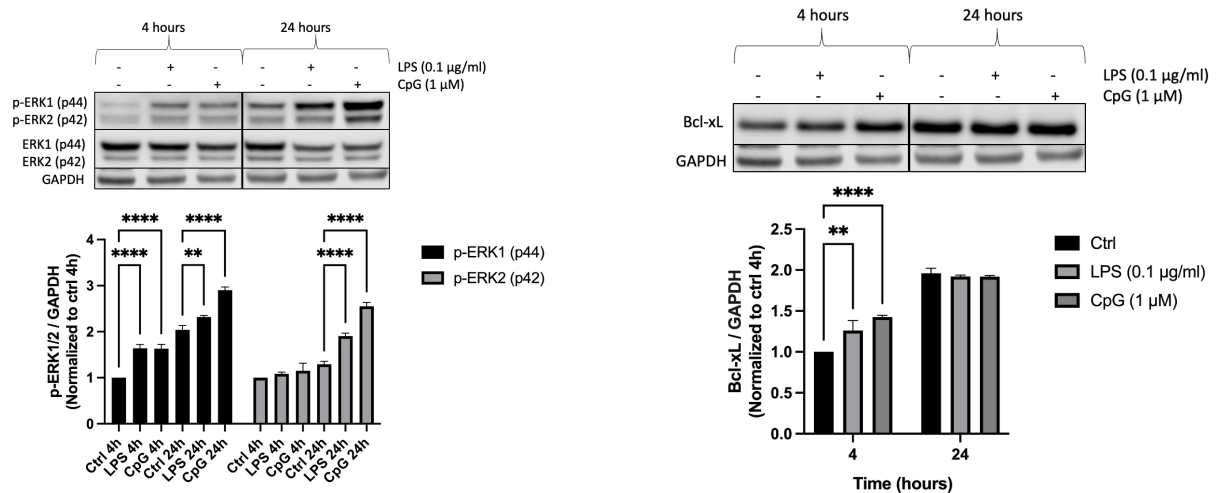 4 hours 24 hours
- + - - + - LPS (0.1 µg/ml)
- - + - - + CpG (1 µM)
p-ERK1 (p44)
p-ERK2 (p42)
ERK1 (p44)
ERK2 (p42)
GAPDH
p-ERK1/2 / GAPDH
(Normalized to ctrl 4h)
4
3
2
1
0
**** **** **** ** **** ****
p-ERK1 (p44)
p-ERK2 (p42)
Ctrl 4h LPS 4h CpG 4h Ctrl 24h LPS 24h CpG 24h Ctrl 4h LPS 4h CpG 4h Ctrl 24h LPS 24h CpG 24h
4 hours 24 hours
- + - - + - LPS (0.1 µg/ml)
- - + - - + CpG (1 µM)
Bcl-xL
GAPDH
Bcl-xL / GAPDH
(Normalized to ctrl 4h)
2.5
2.0
1.5
1.0
0.5
0.0
****
**
Ctrl
LPS (0.1 µg/ml)
CpG (1 µM)
4 24
Time (hours)